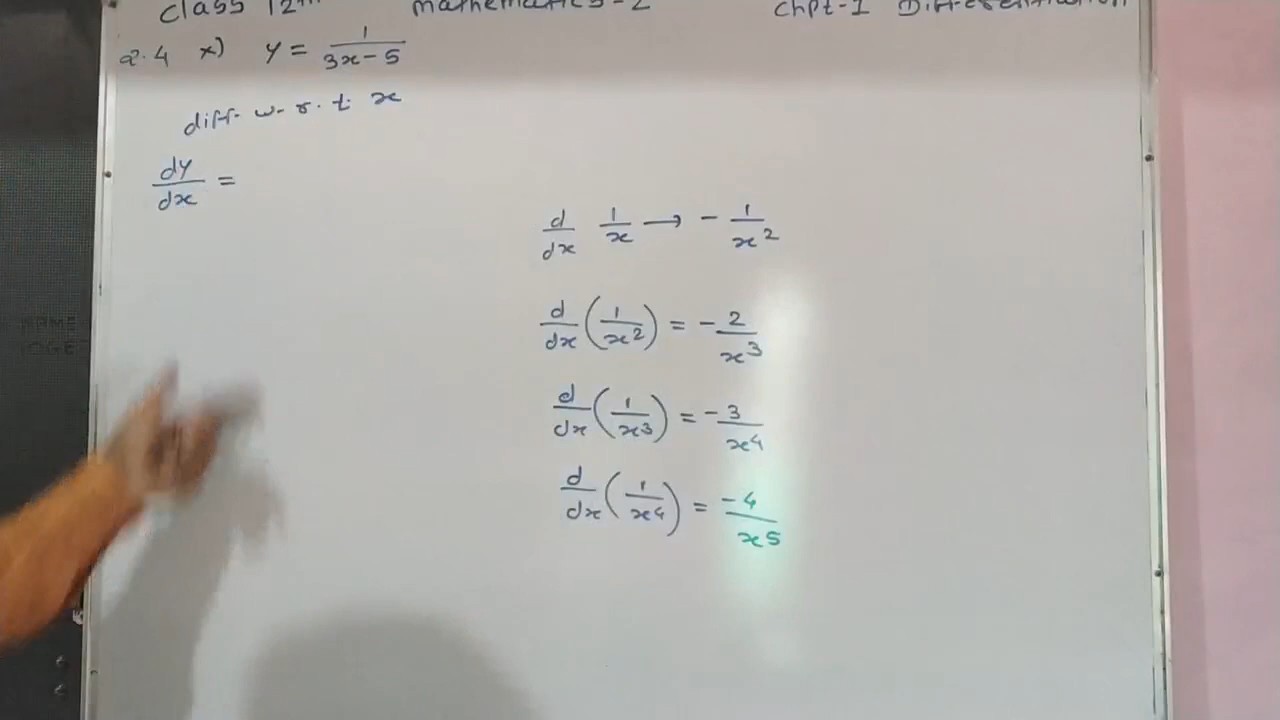 class 12th mathematics-2 Chpt-1 Differentiation
Q.4 x) y = 1/(3x-5)
diff. w.r.t. x
dy/dx =
d/dx 1/x → - 1/x²
d/dx (1/x²) = - 2/x³
d/dx (1/x³) = -3/x⁴
d/dx (1/x⁴) = -4/x⁵